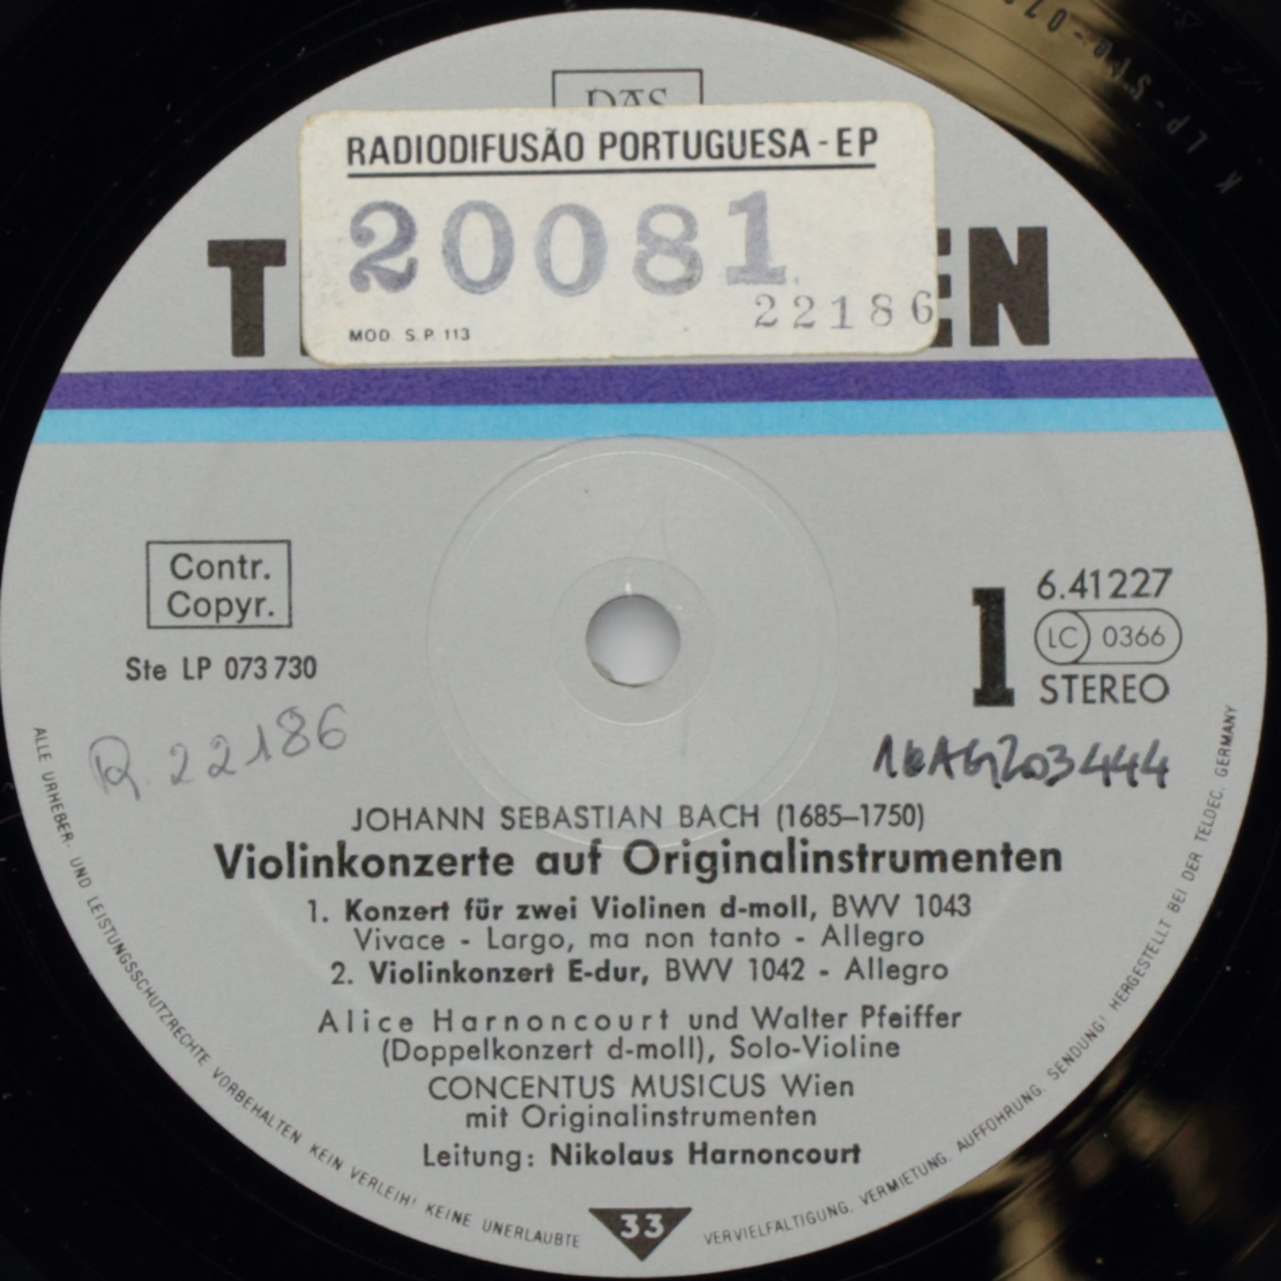 DAS
RADIODIFUSÃO PORTUGUESA - EP
20081
22186
MOD. S.P. 113
T EN
Contr.
Copyr.
Ste LP 073 730
1
6.41227
LC 0366
STEREO
R. 22186
JOHANN SEBASTIAN BACH (1685–1750)
Violinkonzerte auf Originalinstrumenten
1. Konzert für zwei Violinen d-moll, BWV 1043
Vivace - Largo, ma non tanto - Allegro
2. Violinkonzert E-dur, BWV 1042 - Allegro
Alice Harnoncourt und Walter Pfeiffer
(Doppelkonzert d-moll), Solo-Violine
CONCENTUS MUSICUS Wien
mit Originalinstrumenten
Leitung: Nikolaus Harnoncourt
33
ALLE URHEBER- UND LEISTUNGSSCHUTZRECHTE VORBEHALTEN KEIN VERLEIH! KEINE UNERLAUBTE VERVIELFÄLTIGUNG, VERMIETUNG, AUFFÜHRUNG, SENDUNG! HERGESTELLT BEI DER TELDEC, GERMANY